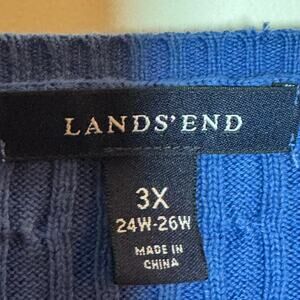 LANDS'END
3X
24W-26W
MADE IN
CHINA